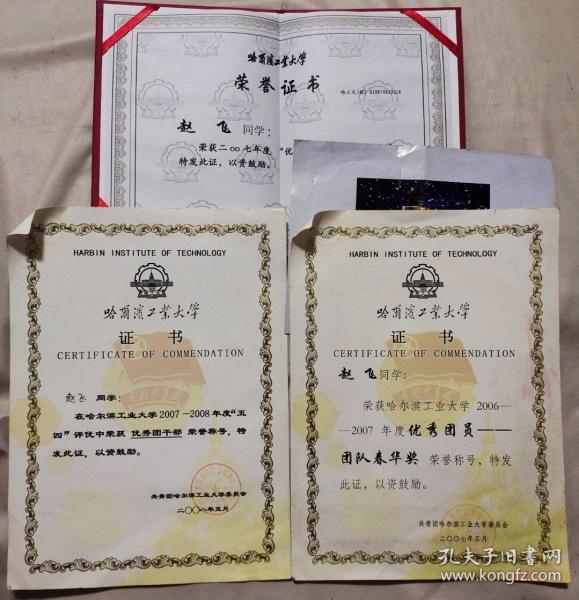 哈尔滨工业大学
荣誉证书
赵飞 同学:
荣获二〇〇七年度“优
特发此证,以资鼓励。
HARBIN INSTITUTE OF TECHNOLOGY
哈尔滨工业大学
证 书
CERTIFICATE OF COMMENDATION
赵飞 同学:
在哈尔滨工业大学2007-2008年度“五
四”评优中荣获 优秀团干部 荣誉称号,特
发此证,以资鼓励。
共青团哈尔滨工业大学委员会
二〇〇八年五月
HARBIN INSTITUTE OF TECHNOLOGY
哈尔滨工业大学
证 书
CERTIFICATE OF COMMENDATION
赵飞同学:
荣获哈尔滨工业大学 2006—
—2007 年度优秀团员——
团队春华奖 荣誉称号,特发
此证,以资鼓励。
共青团哈尔滨工业大学委员会
二〇〇七年五月
孔夫子旧书网
www.kongfz.com